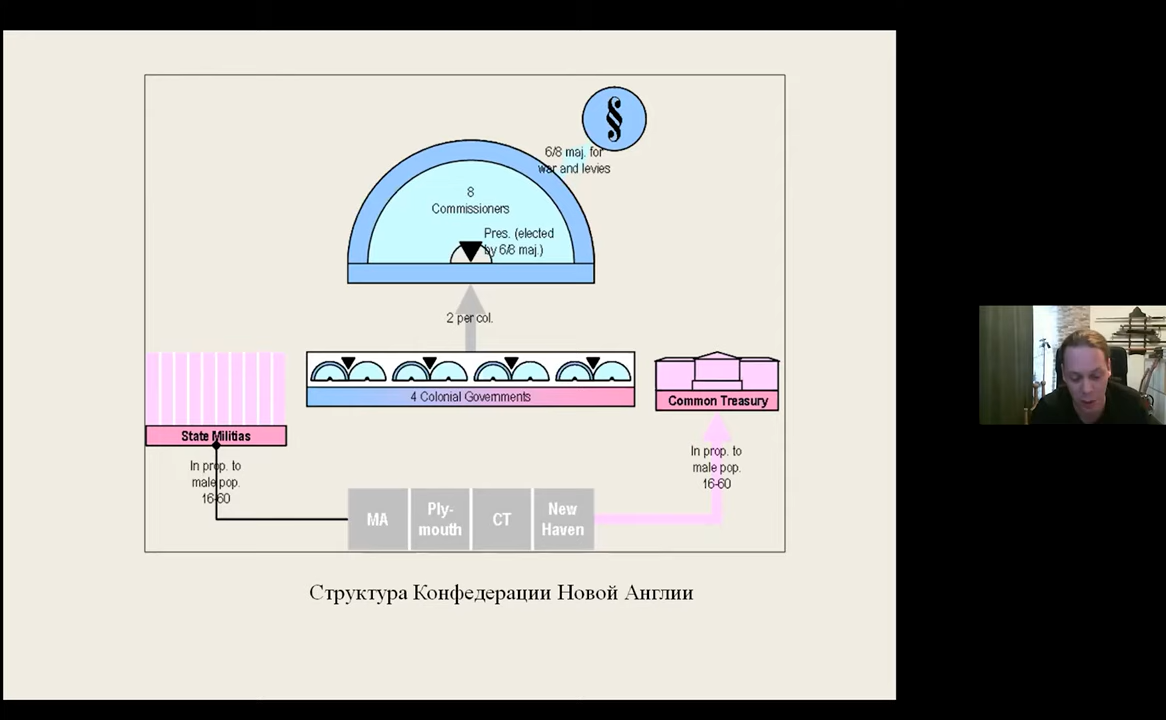 §
6/8 maj. for
war and levies
8
Commissioners
Pres. (elected
by 6/8 maj.)
2 per col.
4 Colonial Governments
Common Treasury
State Militias
In prop. to
male pop.
16-60
In prop. to
male pop.
16-60
MA
Ply-
mouth
CT
New
Haven
Структура Конфедерации Новой Англии